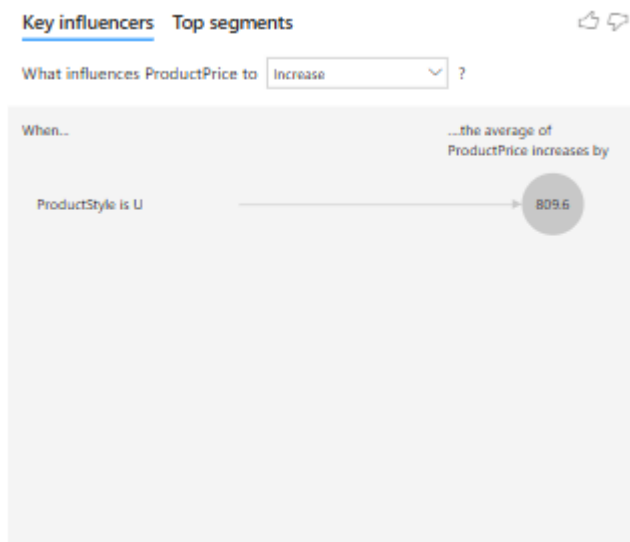 Key influencers Top segments
What influences ProductPrice to Increase ?
When...
....the average of
ProductPrice increases by
ProductStyle is U
809.6